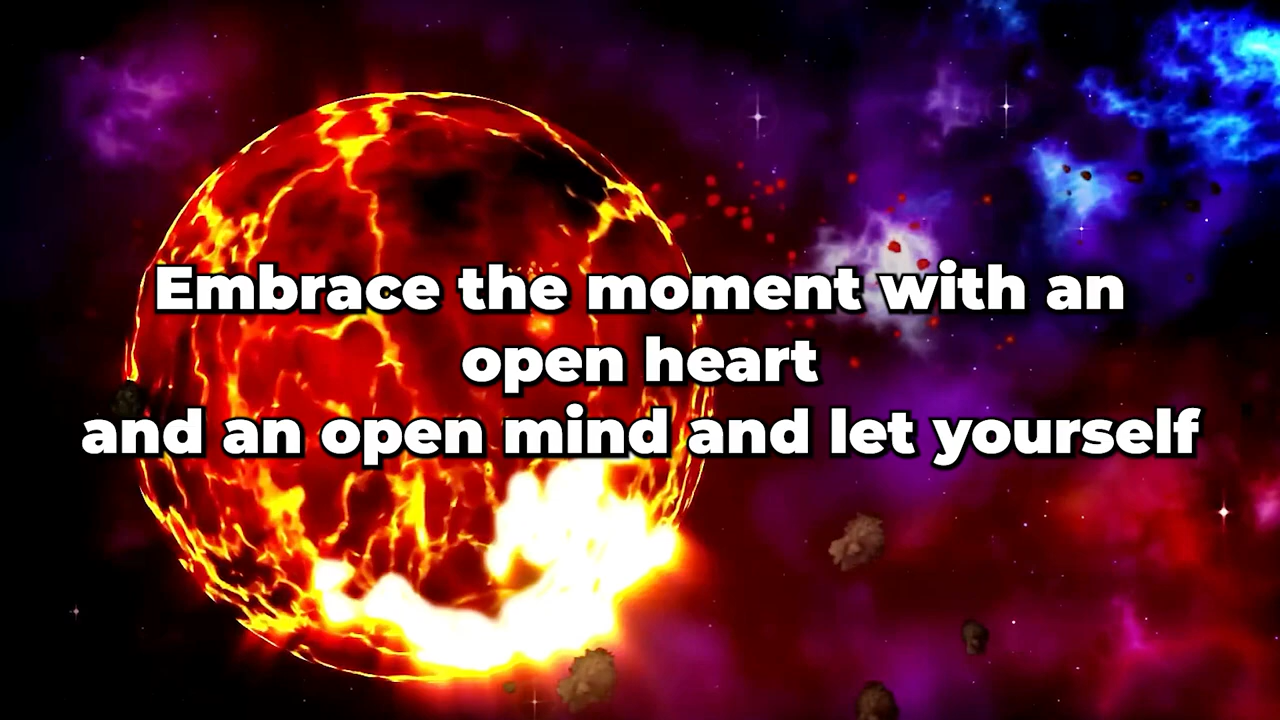 Embrace the moment with an
open heart
and an open mind and let yourself